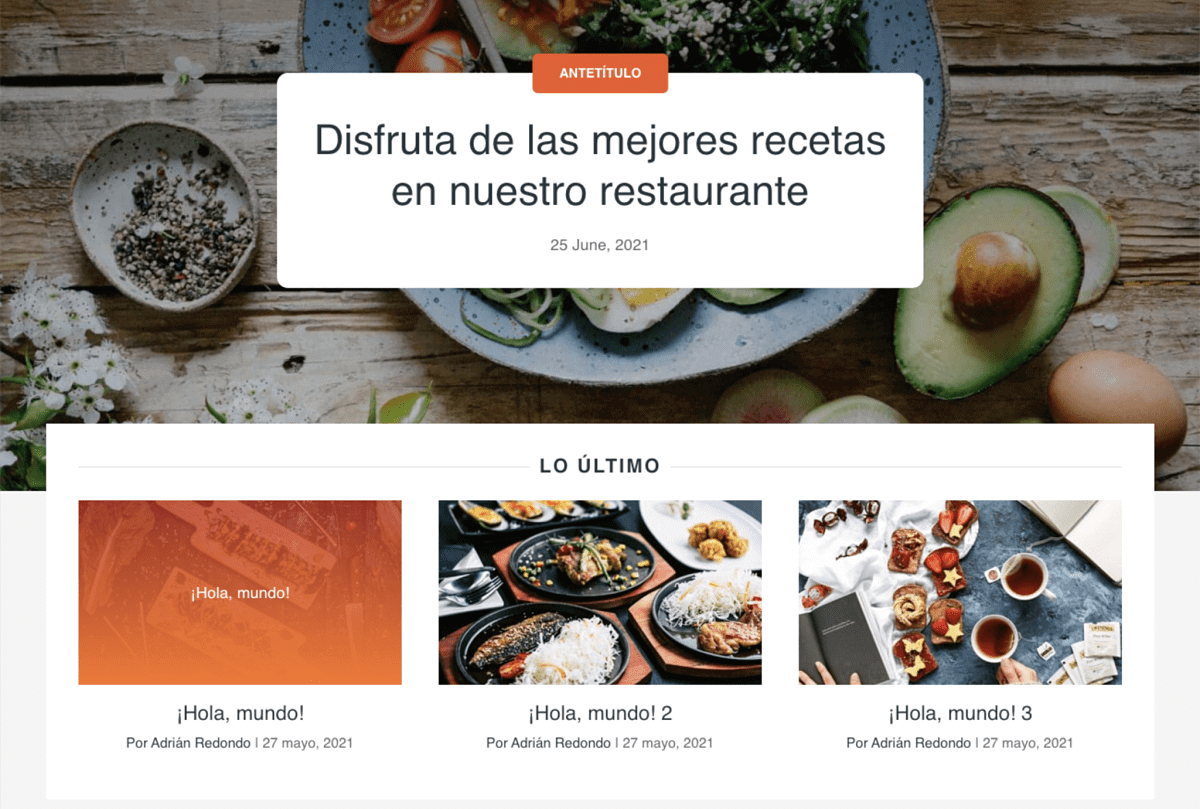 ANTETÍTULO
Disfruta de las mejores recetas
en nuestro restaurante
25 June, 2021
LO ÚLTIMO
¡Hola, mundo!
¡Hola, mundo!
Por Adrián Redondo | 27 mayo, 2021
¡Hola, mundo! 2
Por Adrián Redondo | 27 mayo, 2021
¡Hola, mundo! 3
Por Adrián Redondo | 27 mayo, 2021